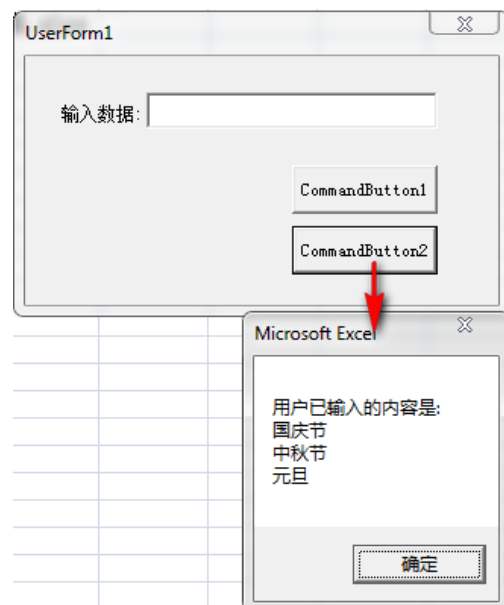 UserForm1
输入数据:
CommandButton1
CommandButton2
Microsoft Excel
用户已输入的内容是:
国庆节
中秋节
元旦
确定